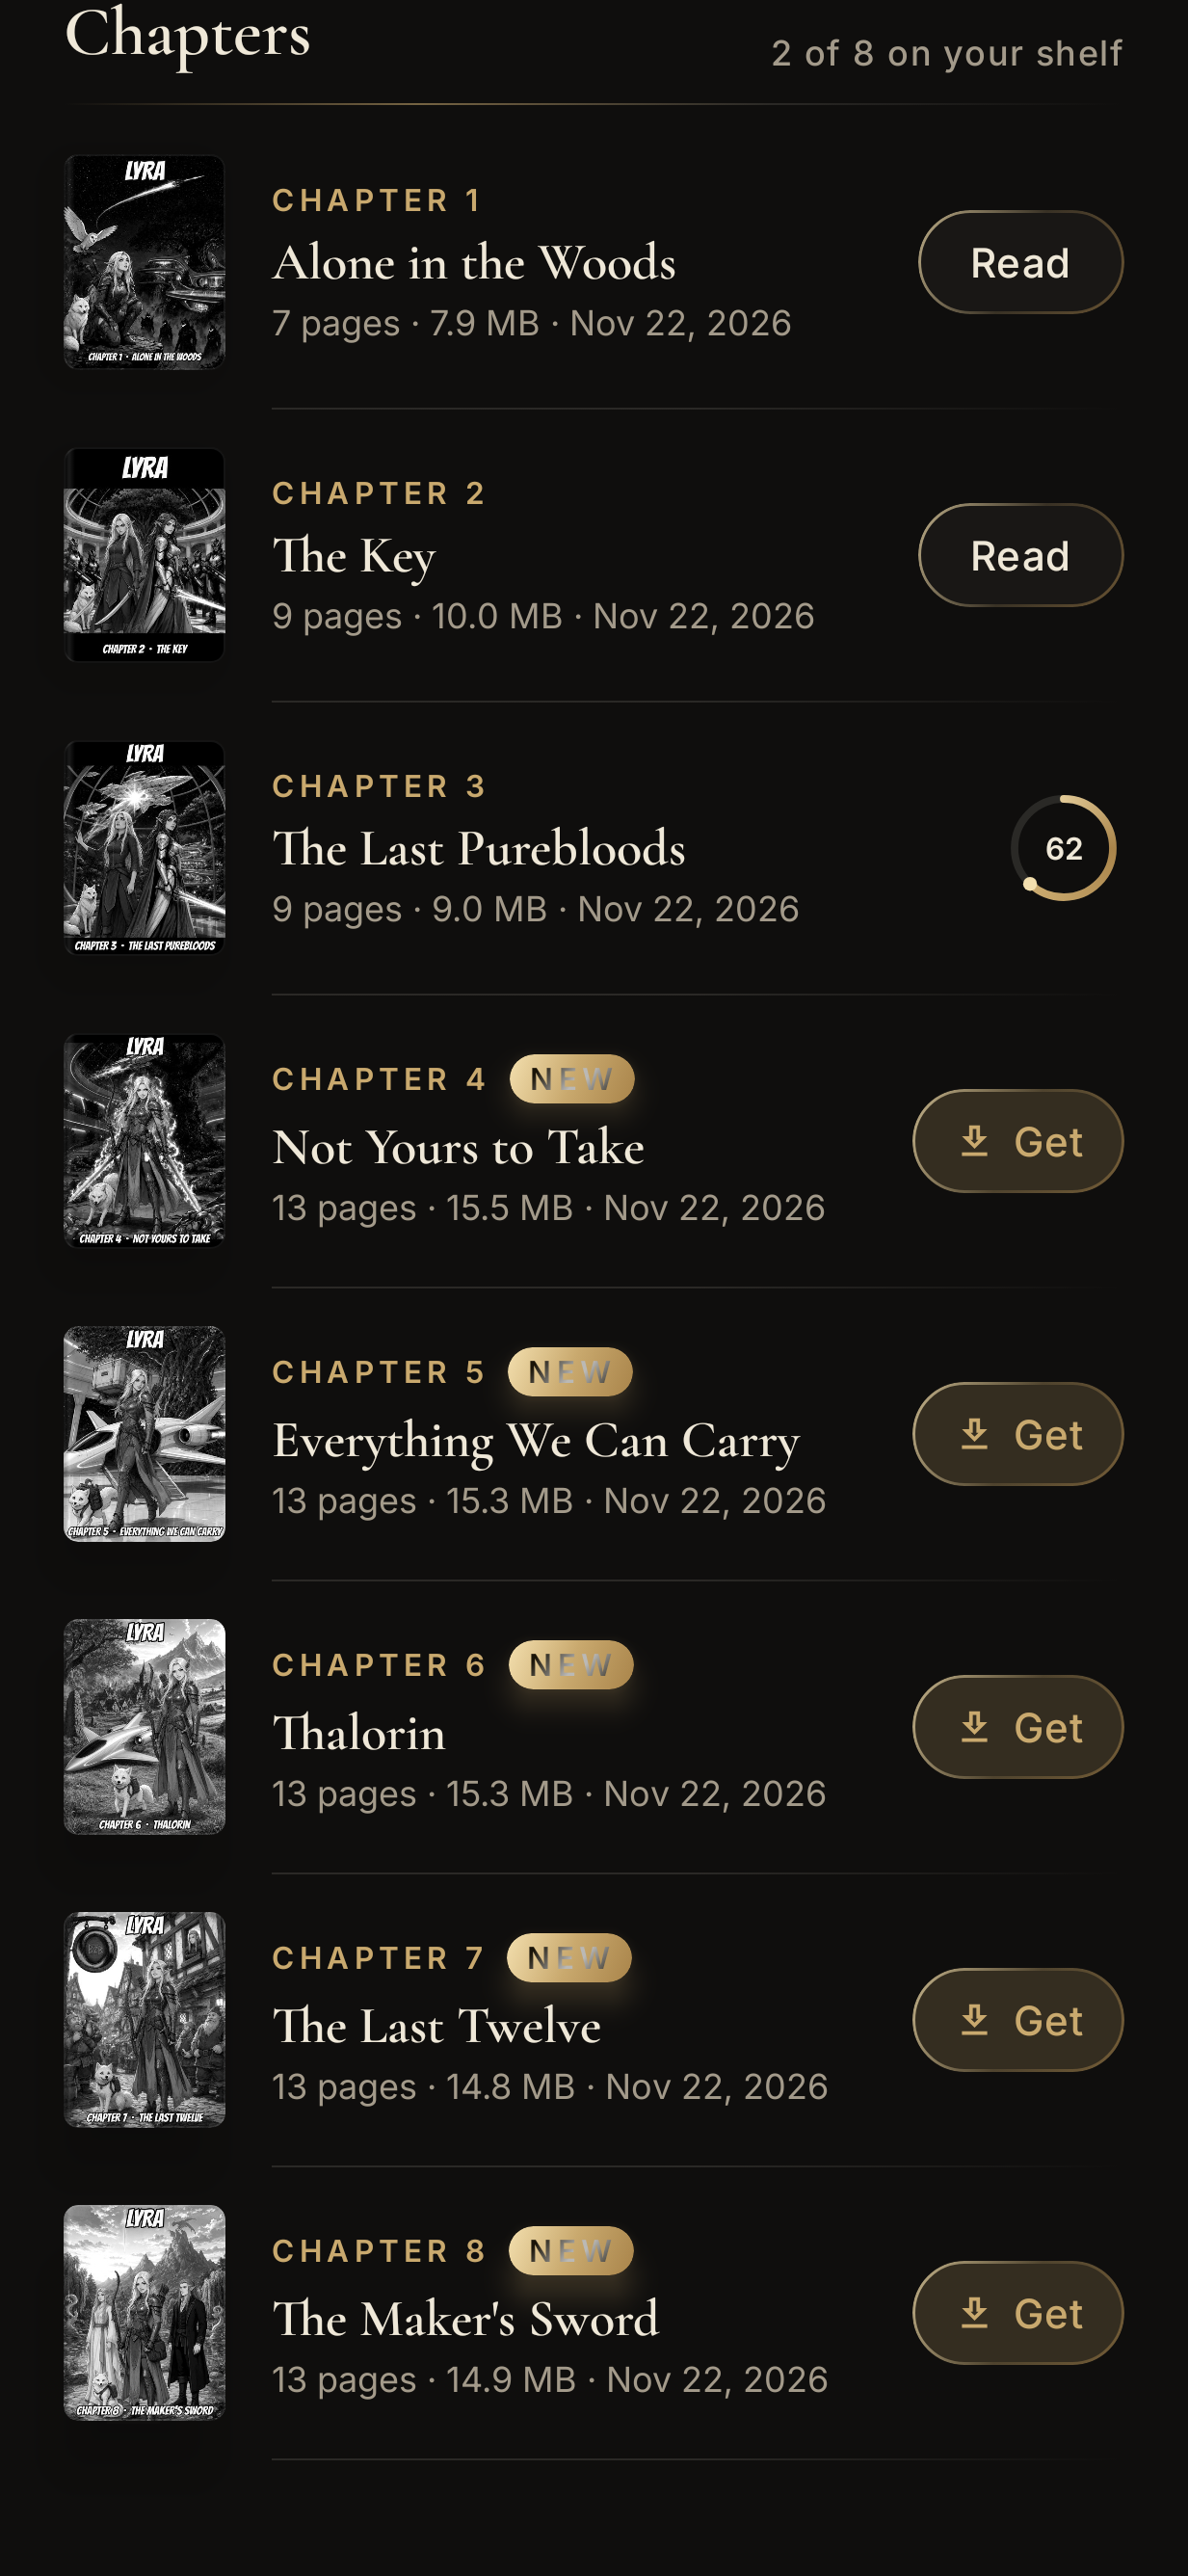 Chapters
2 of 8 on your shelf
LYRA
CHAPTER 1 · ALONE IN THE WOODS
CHAPTER 1
Alone in the Woods
7 pages · 7.9 MB · Nov 22, 2026
Read
LYRA
CHAPTER 2 · THE KEY
CHAPTER 2
The Key
9 pages · 10.0 MB · Nov 22, 2026
Read
LYRA
CHAPTER 3 · THE LAST PUREBLOODS
CHAPTER 3
The Last Purebloods
9 pages · 9.0 MB · Nov 22, 2026
62
LYRA
CHAPTER 4 · NOT YOURS TO TAKE
CHAPTER 4 NEW
Not Yours to Take
13 pages · 15.5 MB · Nov 22, 2026
Get
LYRA
CHAPTER 5 · EVERYTHING WE CAN CARRY
CHAPTER 5 NEW
Everything We Can Carry
13 pages · 15.3 MB · Nov 22, 2026
Get
LYRA
CHAPTER 6 · THALORIN
CHAPTER 6 NEW
Thalorin
13 pages · 15.3 MB · Nov 22, 2026
Get
LYRA
CHAPTER 7 · THE LAST TWELVE
CHAPTER 7 NEW
The Last Twelve
13 pages · 14.8 MB · Nov 22, 2026
Get
LYRA
CHAPTER 8 · THE MAKER'S SWORD
CHAPTER 8 NEW
The Maker's Sword
13 pages · 14.9 MB · Nov 22, 2026
Get